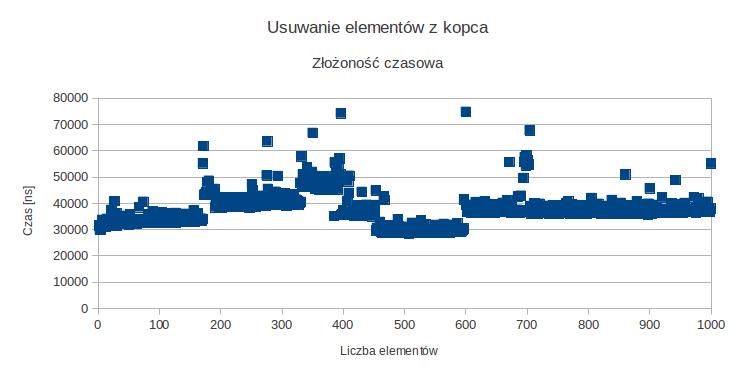 Usuwanie elementów z kopca
Złożoność czasowa
80000
70000
60000
50000
40000
30000
20000
10000
0
Czas [ns]
0 100 200 300 400 500 600 700 800 900 1000
Liczba elementów